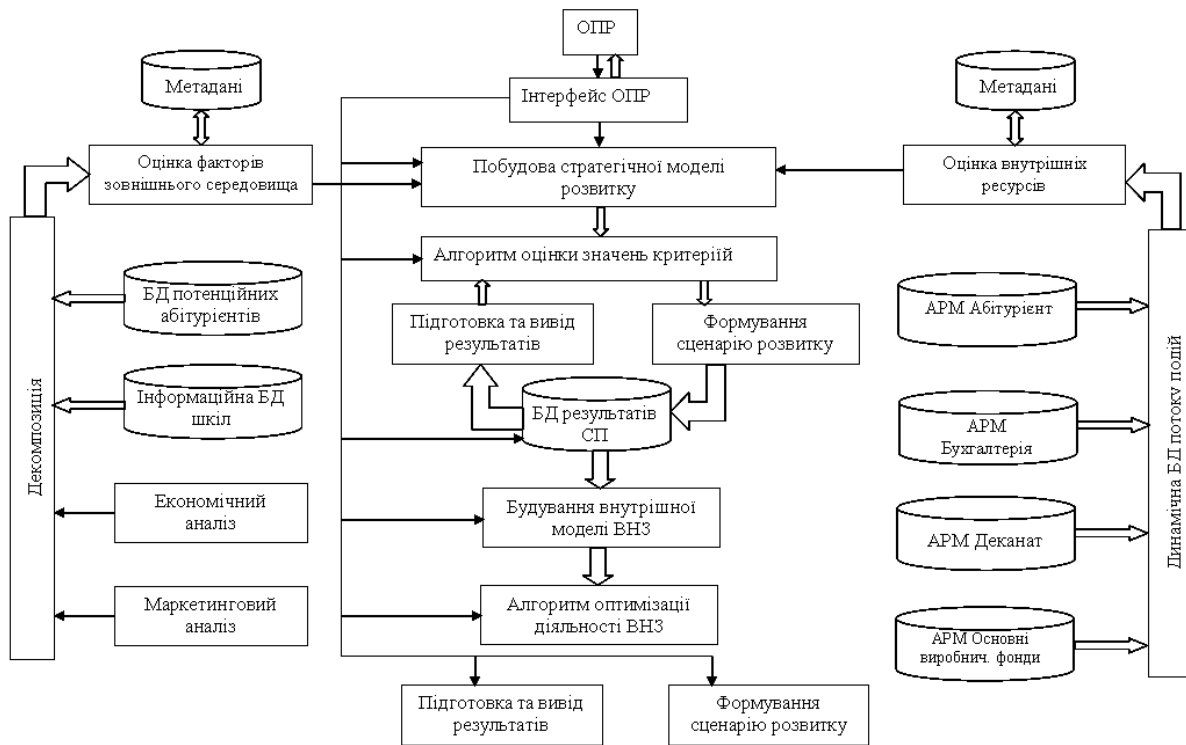 ОПР
Метадані
Інтерфейс ОПР
Метадані
Оцінка факторів
зовнішнього середовища
Побудова стратегічної моделі
розвитку
Оцінка внутрішніх
ресурсів
Алгоритм оцінки значень критеріїй
БД потенційних
абітурієнтів
Підготовка та вивід
результатів
Формування
сценарію розвитку
АРМ Абітурієнт
Декомпозиція
Інформаційна БД
шкіл
БД результатів
СП
АРМ
Бухгалтерія
Динамічна БД потоку подій
Економічний
аналіз
Будування внутрішної
моделі ВНЗ
АРМ Деканат
Маркетинговий
аналіз
Алгоритм оптимізації
діяльності ВНЗ
АРМ Основні
виробнич. фонди
Підготовка та вивід
результатів
Формування
сценарію розвитку